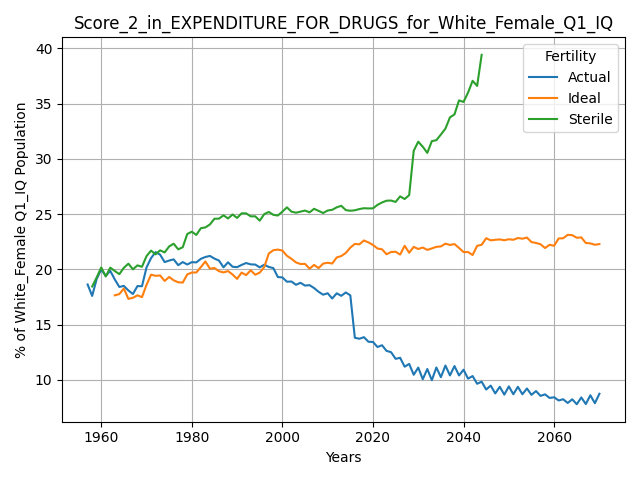 Score_2_in_EXPENDITURE_FOR_DRUGS_for_White_Female_Q1_IQ
% of White_Female Q1_IQ Population
40
35
30
25
20
15
10
Fertility
Actual
Ideal
Sterile
1960 1980 2000 2020 2040 2060
Years